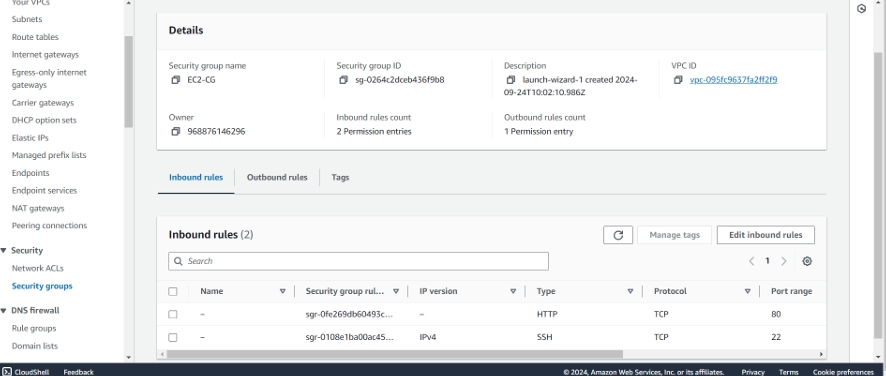 Your VPCs
Subnets
Route tables
Internet gateways
Egress-only internet
gateways
Carrier gateways
DHCP option sets
Elastic IPs
Managed prefix lists
Endpoints
Endpoint services
NAT gateways
Peering connections
Security
Network ACLs
Security groups
DNS firewall
Rule groups
Domain lists
Details
Security group name
EC2-CG
Security group ID
sg-0264c2dceb436f9b8
Description
launch-wizard-1 created 2024-
09-24T10:02:10.986Z
VPC ID
vpc-095fc9637fa2ff2f9
Owner
968876146296
Inbound rules count
2 Permission entries
Outbound rules count
1 Permission entry
Inbound rules Outbound rules Tags
Inbound rules (2)
Manage tags Edit inbound rules
Search
1
Name Security group rul... IP version Type Protocol Port range
– sgr-0fe269db60493c... – HTTP TCP 80
– sgr-0108e1ba00ac45... IPv4 SSH TCP 22
CloudShell Feedback © 2024, Amazon Web Services, Inc. or its affiliates. Privacy Terms Cookie preferences